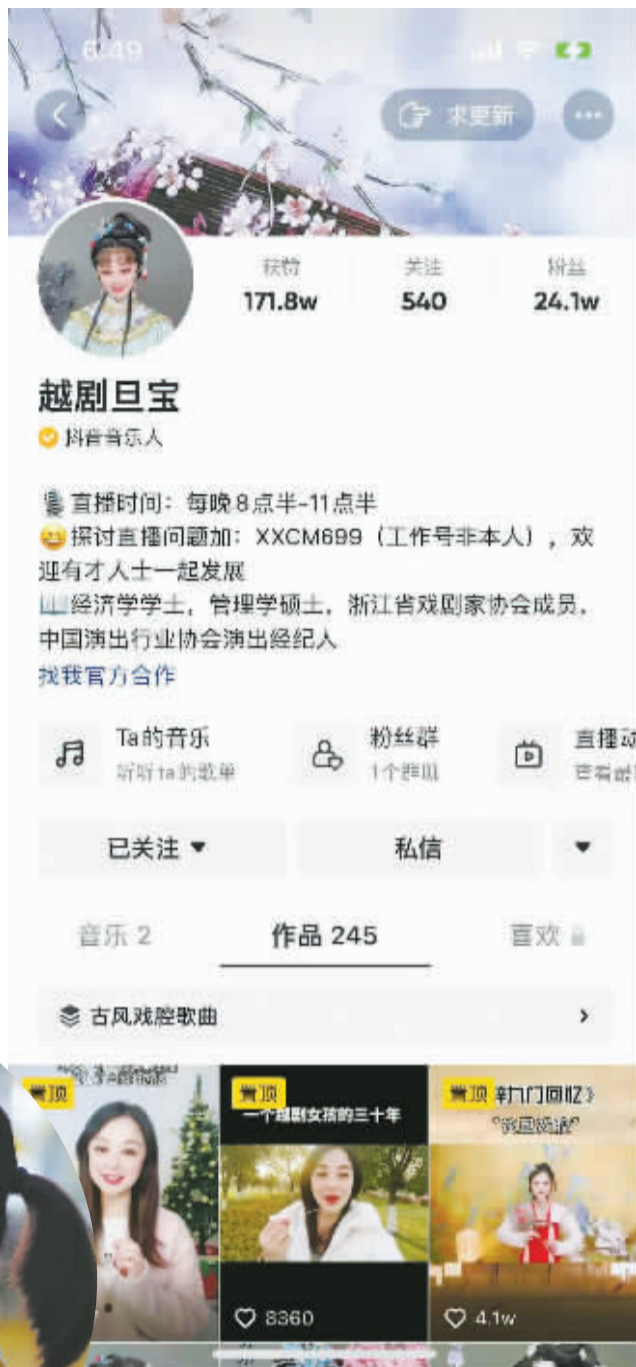 6:49
求更新
获赞 关注 粉丝
171.8w 540 24.1w
越剧旦宝
抖音音乐人
直播时间：每晚8点半-11点半
探讨直播问题加：XXCM699（工作号非本人），欢
迎有才人士一起发展
经济学学士，管理学硕士，浙江省戏剧家协会成员，
中国演出行业协会演出经纪人
找我官方合作
Ta的音乐 粉丝群 直播动
听听ta的歌单 1个群 查看最
已关注 私信
音乐 2 作品 245 喜欢
古风戏腔歌曲
置顶 置顶 置顶
一个越剧女孩的三十年
门回忆》
8360 4.1w